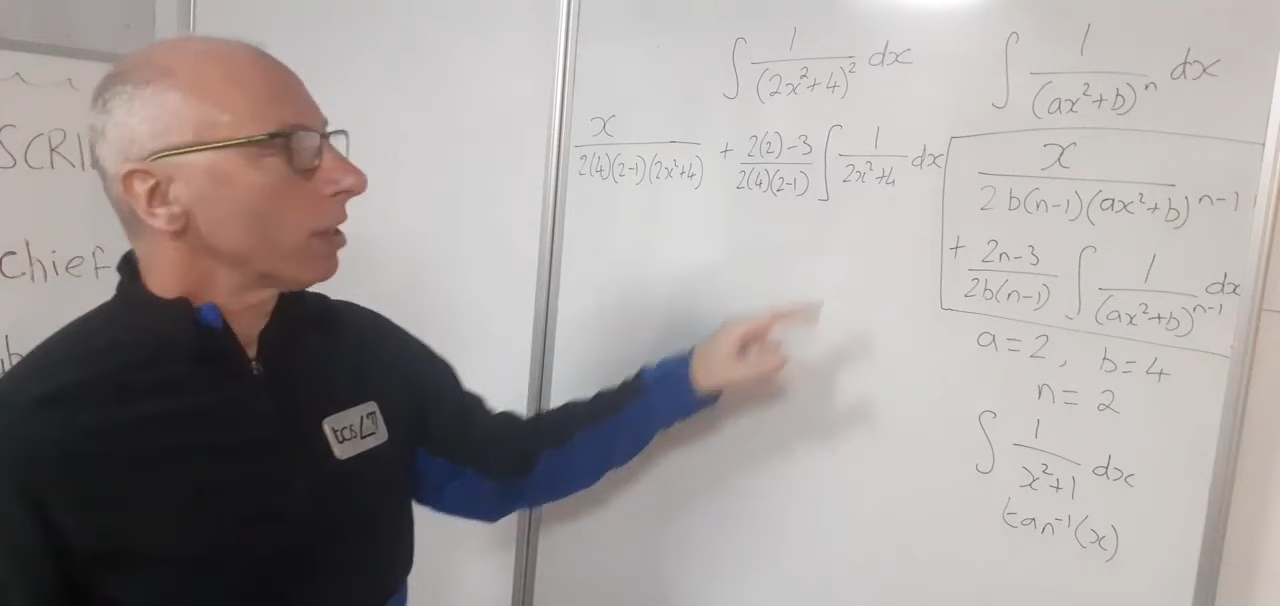 SCRI
Chief
tcs
∫ 1/(2x²+4)² dx
x/(2(4)(2-1)(2x²+4)) + (2(2)-3)/(2(4)(2-1)) ∫ 1/(2x²+4) dx
∫ 1/(ax²+b)ⁿ dx
x/(2b(n-1)(ax²+b)ⁿ⁻¹)
+ (2n-3)/(2b(n-1)) ∫ 1/(ax²+b)ⁿ⁻¹ dx
a=2, b=4
n=2
∫ 1/(x²+1) dx
tan⁻¹(x)